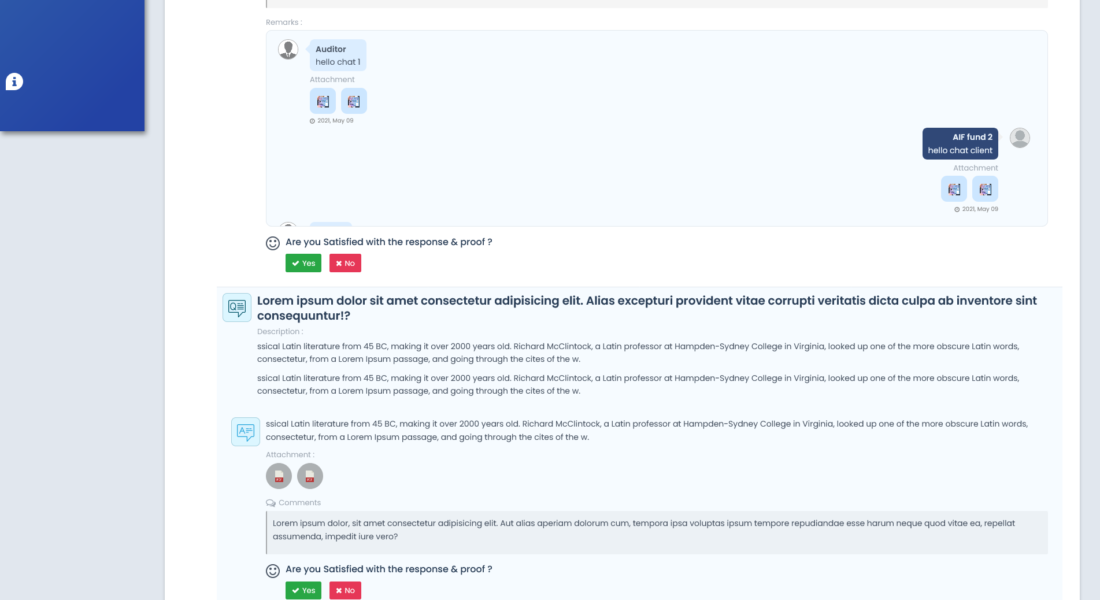 Remarks :
Auditor
hello chat 1
Attachment
2021, May 09
AIF fund 2
hello chat client
Attachment
2021, May 09
Are you Satisfied with the response & proof ?
Yes No
Lorem ipsum dolor sit amet consectetur adipisicing elit. Alias excepturi provident vitae corrupti veritatis dicta culpa ab inventore sint
consequuntur!?
Description :
ssical Latin literature from 45 BC, making it over 2000 years old. Richard McClintock, a Latin professor at Hampden-Sydney College in Virginia, looked up one of the more obscure Latin words,
consectetur, from a Lorem Ipsum passage, and going through the cites of the w.
ssical Latin literature from 45 BC, making it over 2000 years old. Richard McClintock, a Latin professor at Hampden-Sydney College in Virginia, looked up one of the more obscure Latin words,
consectetur, from a Lorem Ipsum passage, and going through the cites of the w.
ssical Latin literature from 45 BC, making it over 2000 years old. Richard McClintock, a Latin professor at Hampden-Sydney College in Virginia, looked up one of the more obscure Latin words,
consectetur, from a Lorem Ipsum passage, and going through the cites of the w.
Attachment :
Comments
Lorem ipsum dolor, sit amet consectetur adipisicing elit. Aut alias aperiam dolorum cum, tempora ipsa voluptas ipsum tempore repudiandae esse harum neque quod vitae ea, repellat
assumenda, impedit iure vero?
Are you Satisfied with the response & proof ?
Yes No